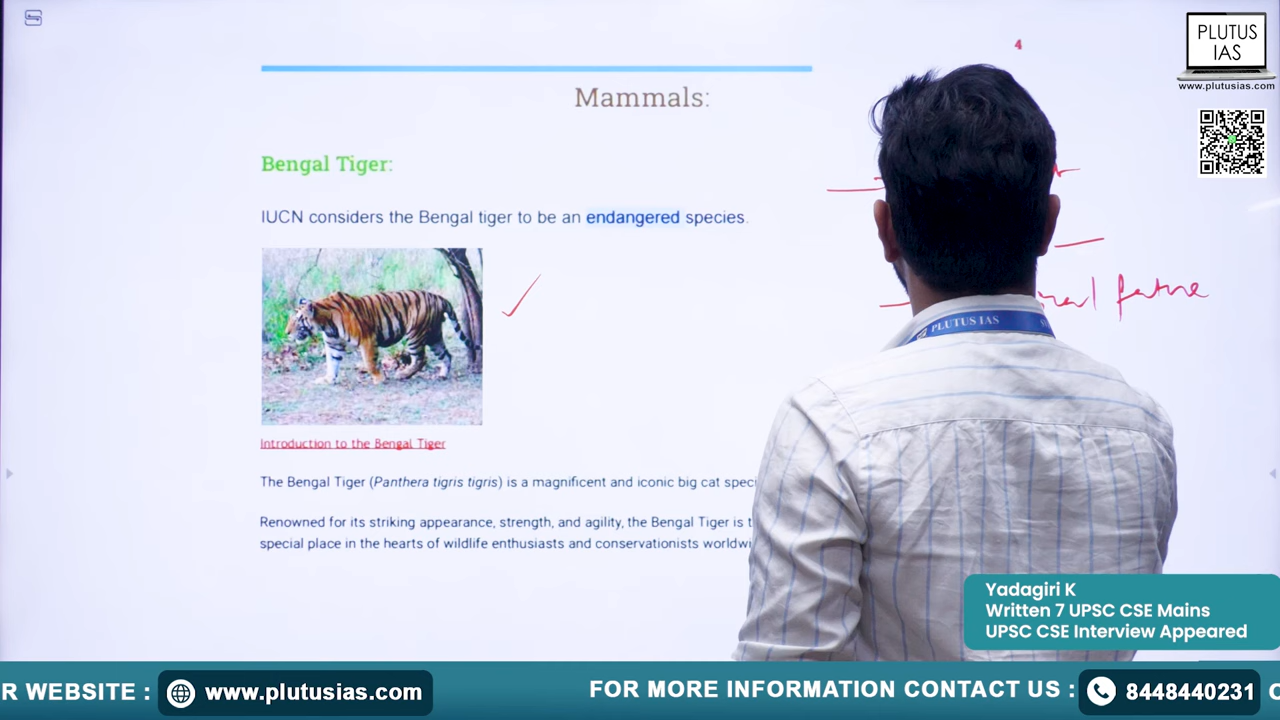 4
PLUTUS
IAS
www.plutusias.com
Mammals:
Bengal Tiger:
IUCN considers the Bengal tiger to be an endangered species.
Introduction to the Bengal Tiger
The Bengal Tiger (Panthera tigris tigris) is a magnificent and iconic big cat
Renowned for its striking appearance, strength, and agility, the Bengal Tiger is
special place in the hearts of wildlife enthusiasts and conservationists
PLUTUS IAS
Yadagiri K
Written 7 UPSC CSE Mains
UPSC CSE Interview Appeared
R WEBSITE : www.plutusias.com FOR MORE INFORMATION CONTACT US : 8448440231